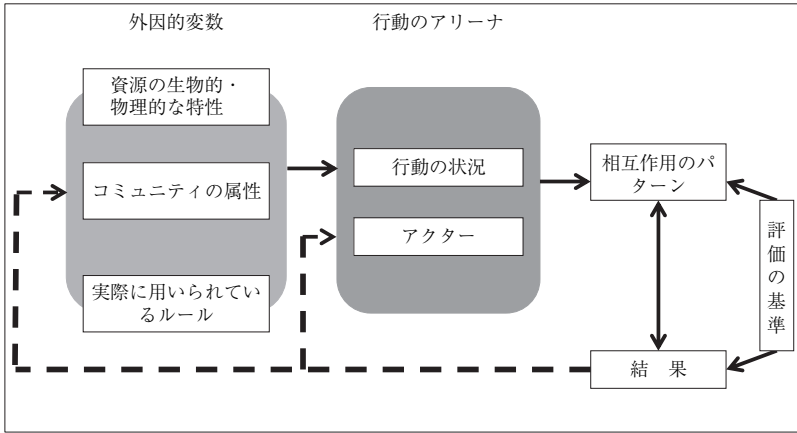 外因的変数
行動のアリーナ
資源の生物的・
物理的な特性
コミュニティの属性
実際に用いられてい
るルール
行動の状況
アクター
相互作用のパ
ターン
評価の基準
結　果